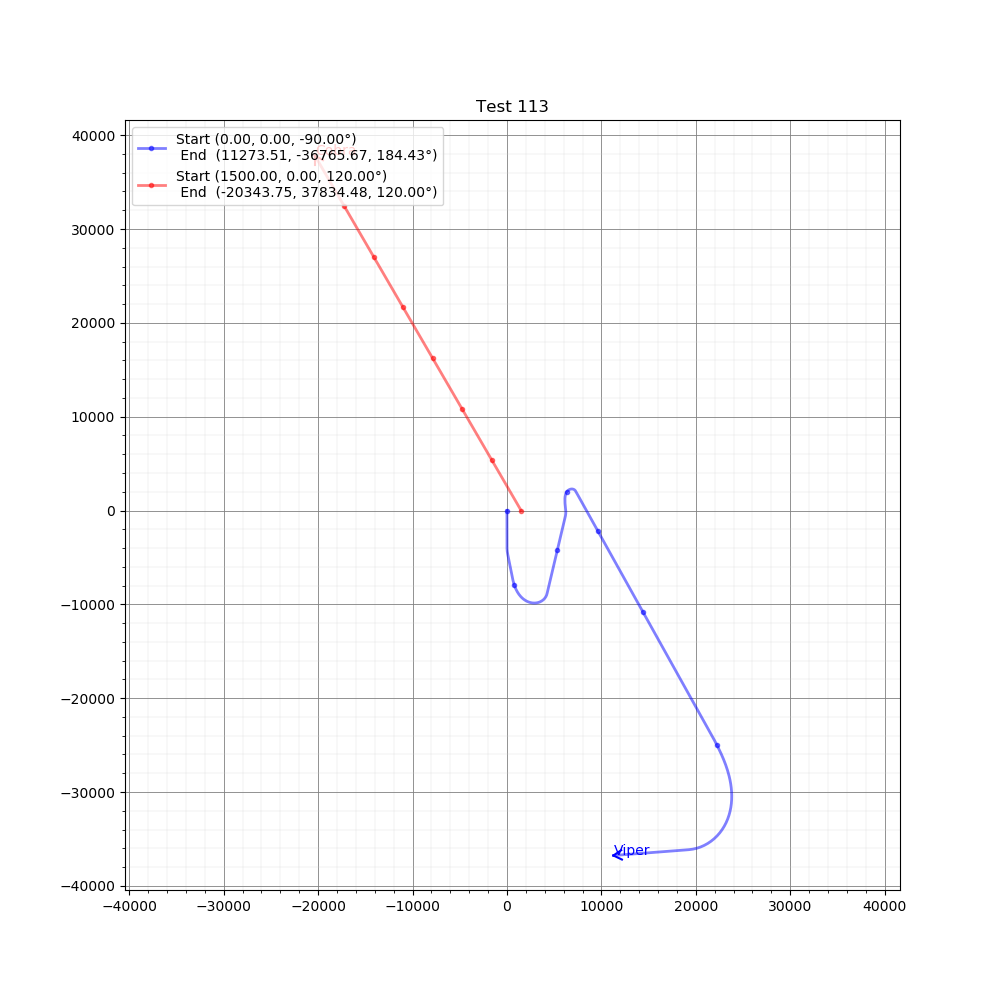 Test 113
Start (0.00, 0.00, -90.00°)
End (11273.51, -36765.67, 184.43°)
Start (1500.00, 0.00, 120.00°)
End (-20343.75, 37834.48, 120.00°)
40000
30000
20000
10000
0
−10000
−20000
−30000
−40000
Viper
−40000 −30000 −20000 −10000 0 10000 20000 30000 40000